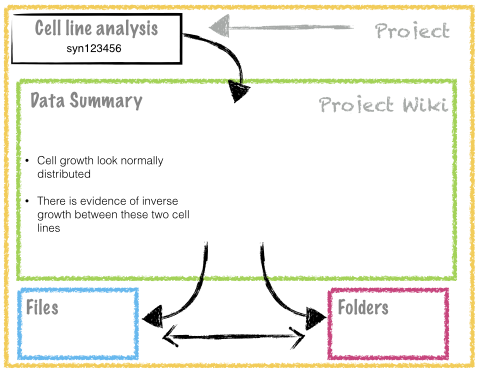 Cell line analysis
syn123456
Project
Data Summary
Project Wiki
• Cell growth look normally
distributed
• There is evidence of inverse
growth between these two cell
lines
Files
Folders